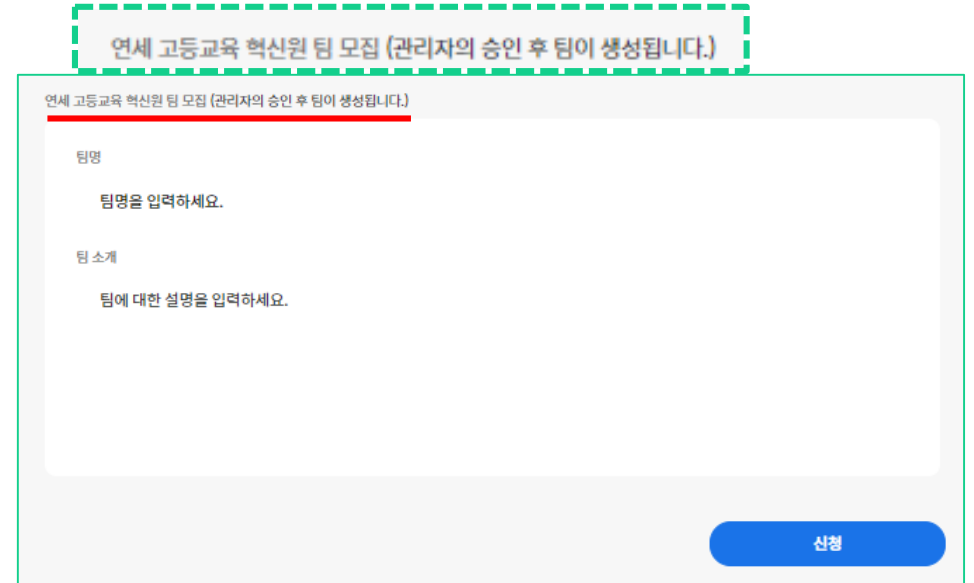 연세 고등교육 혁신원 팀 모집 (관리자의 승인 후 팀이 생성됩니다.)
연세 고등교육 혁신원 팀 모집 (관리자의 승인 후 팀이 생성됩니다.)
팀명
팀명을 입력하세요.
팀 소개
팀에 대한 설명을 입력하세요.
신청